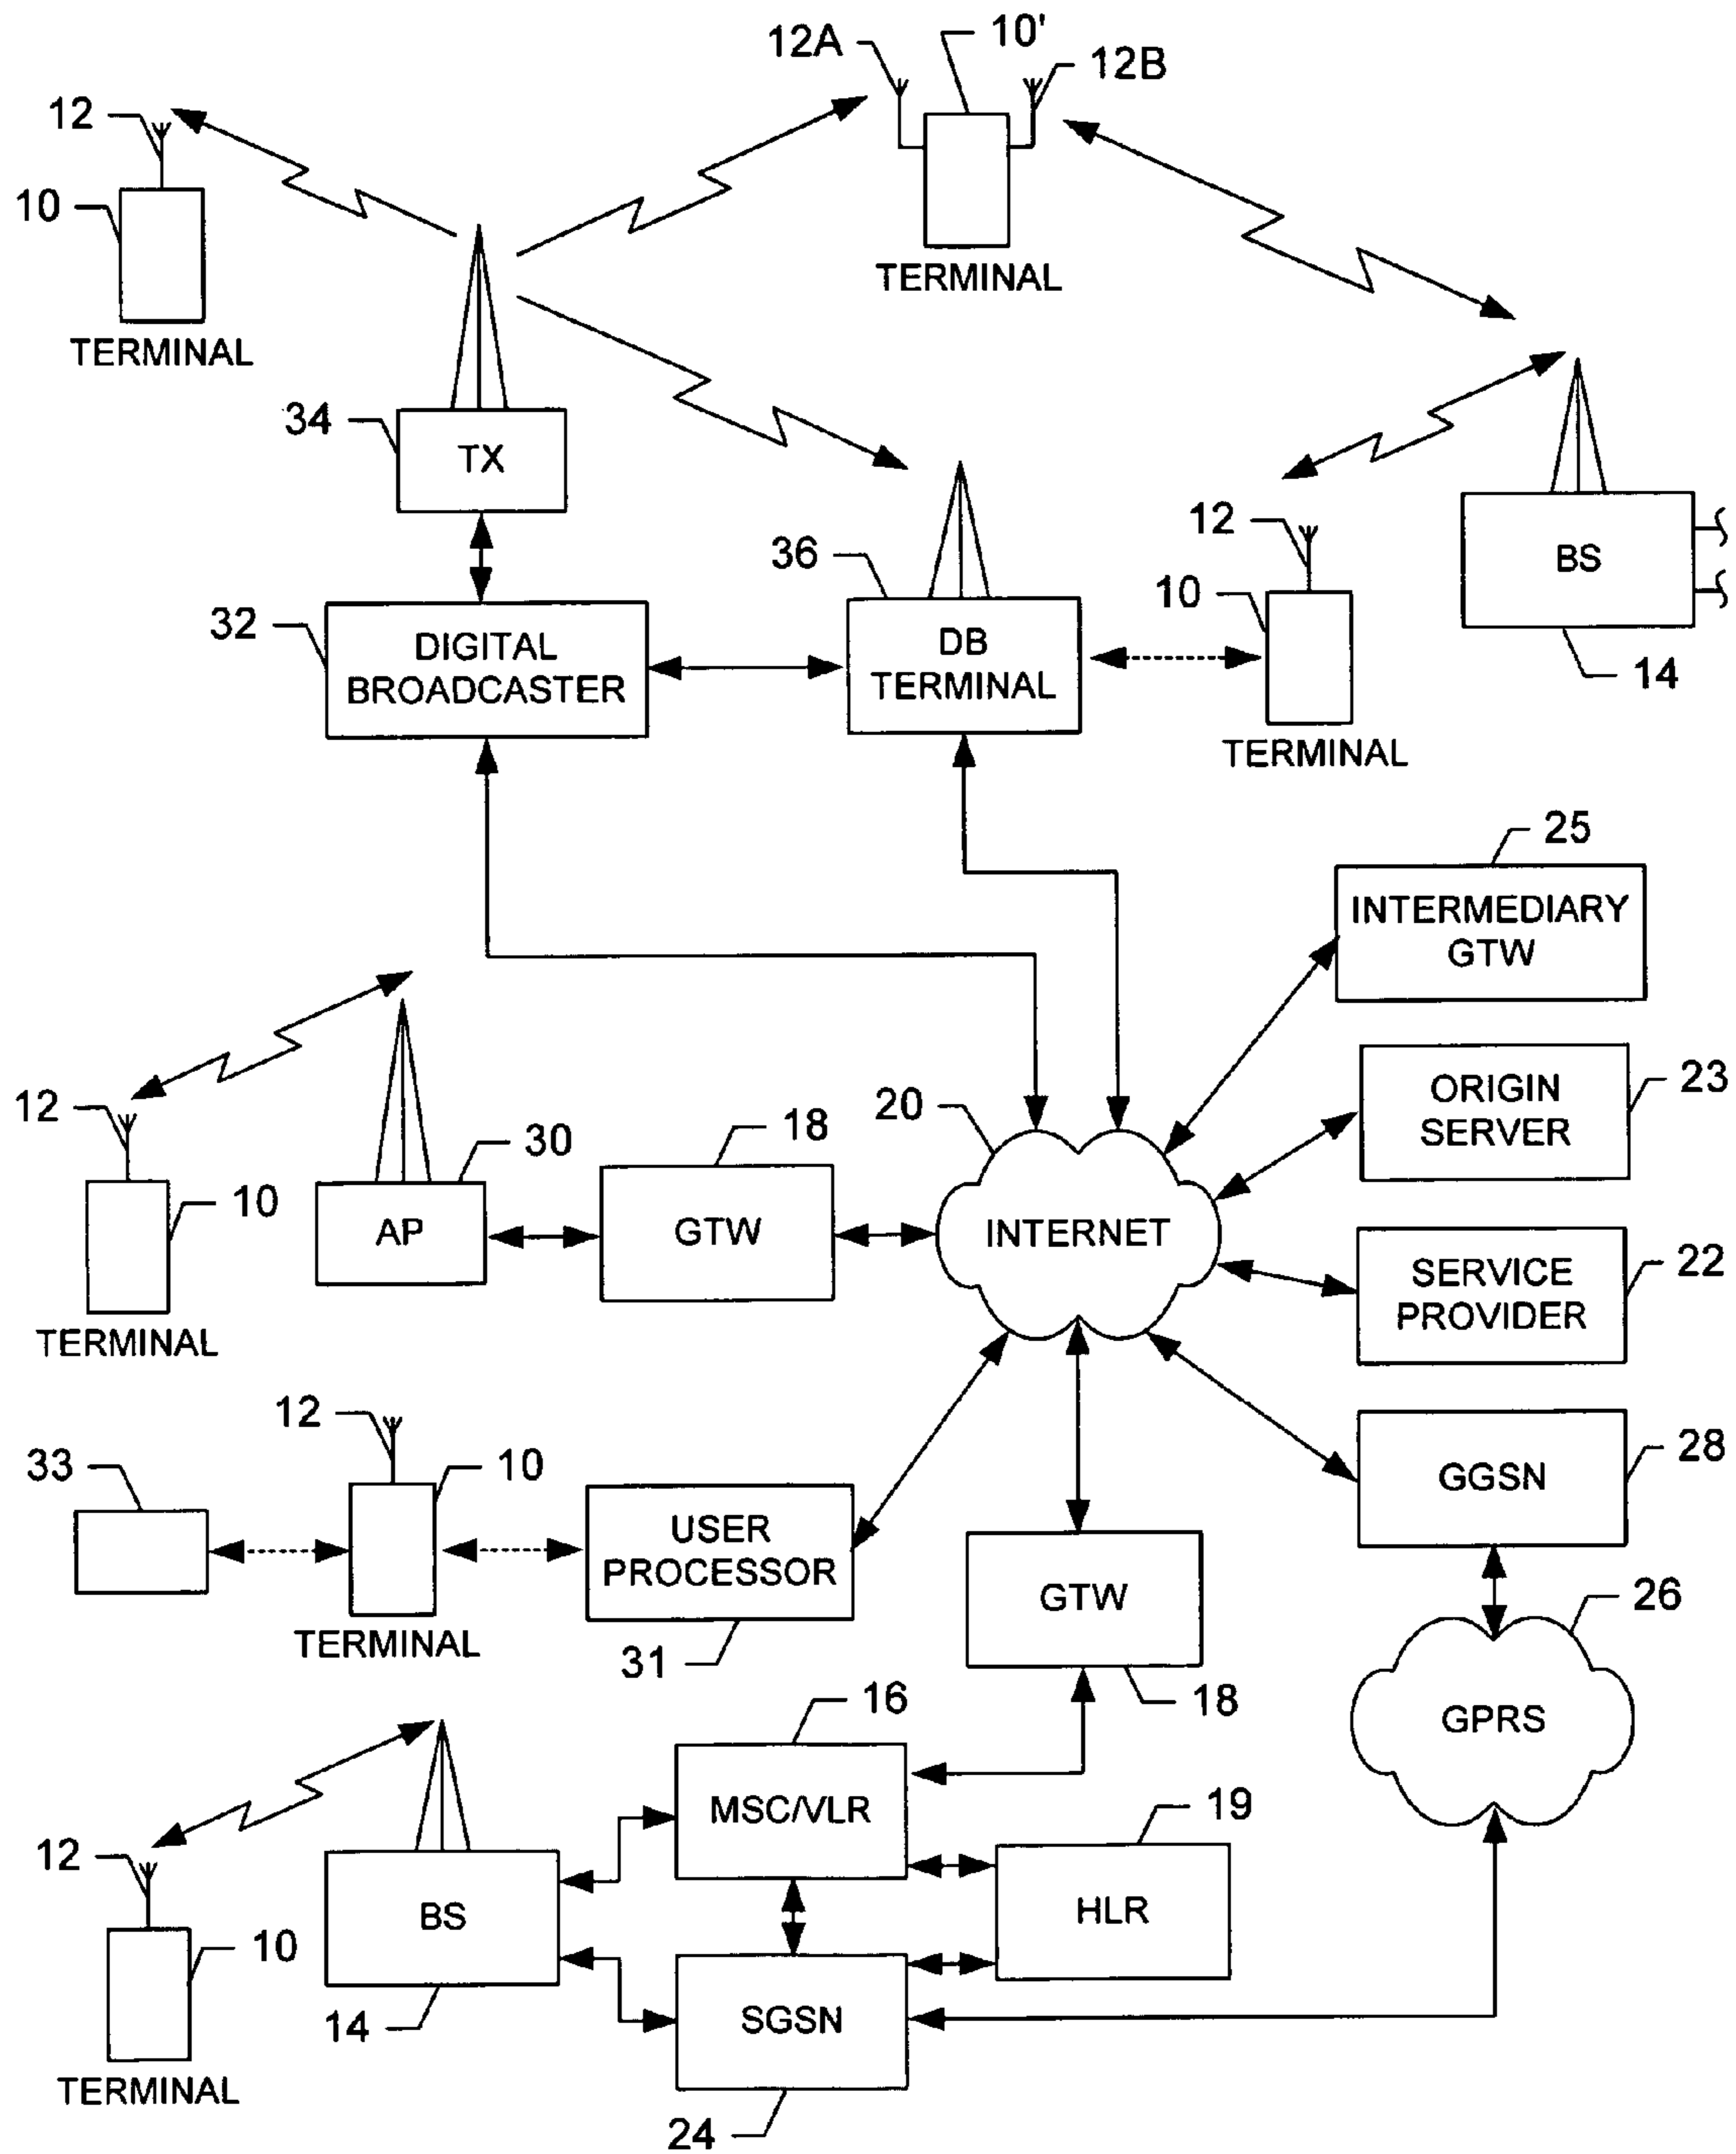 12A
10'
12B
12
10
TERMINAL
TERMINAL
34
TX
12
36
BS
10
32
DIGITAL
BROADCASTER
DB
TERMINAL
14
TERMINAL
25
INTERMEDIARY
GTW
ORIGIN
SERVER
23
12
20
18
30
10
AP
GTW
INTERNET
SERVICE
PROVIDER
22
TERMINAL
12
33
10
USER
PROCESSOR
GGSN
28
TERMINAL
31
GTW
26
18
16
GPRS
MSC/VLR
19
12
BS
HLR
10
14
SGSN
TERMINAL
24